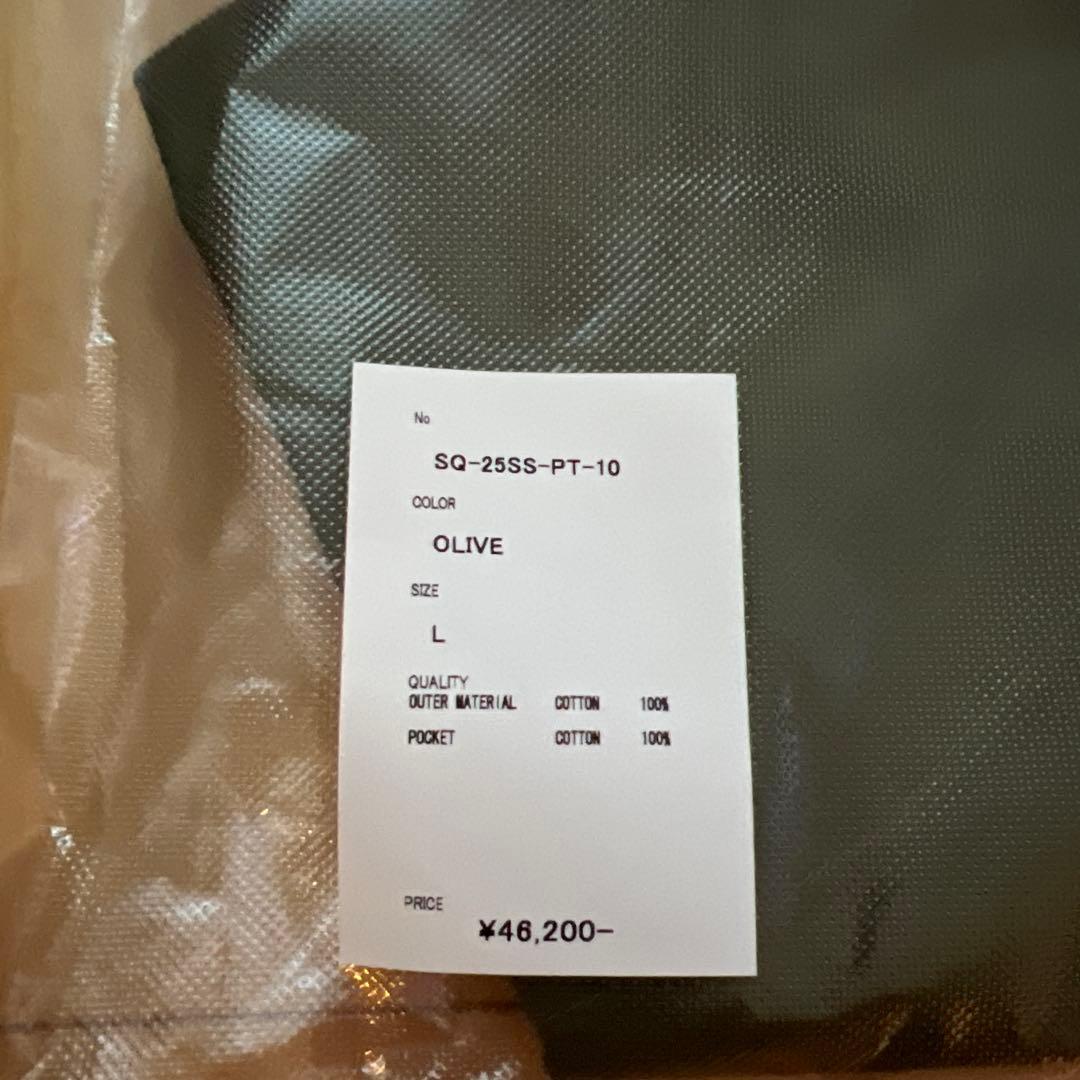 No
SQ-25SS-PT-10
COLOR
OLIVE
SIZE
L
QUALITY
OUTER MATERIAL COTTON 100%
POCKET COTTON 100%
PRICE
¥46,200-